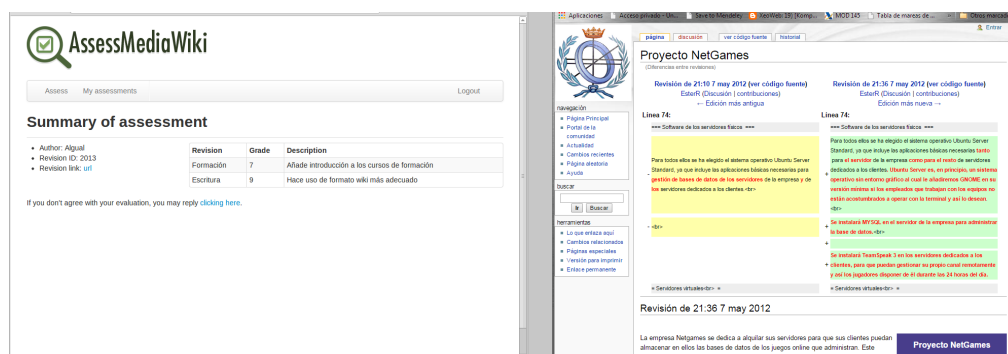 AssessMediaWiki
Assess My assessments Logout
Summary of assessment
Author: Algual
Revision ID: 2013
Revision link: url
Revision Grade Description
Formación 7 Añade introducción a los cursos de formación
Escritura 9 Hace uso de formato wiki más adecuado
If you don't agree with your evaluation, you may reply clicking here.
Aplicaciones Acceso privado - Un... Save to Mendeley XeoWeb: 19) [Komp... MOD 145 Tabla de mareas de ... » Otros marcad
Entrar
página discusión ver código fuente historial
Proyecto NetGames
(Diferencias entre revisiones)
Revisión de 21:10 7 may 2012 (ver código fuente)
EsterR (Discusión | contribuciones)
← Edición más antigua
Revisión de 21:36 7 may 2012 (ver código fuente)
EsterR (Discusión | contribuciones)
Edición más nueva →
navegación
Página Principal
Portal de la
comunidad
Actualidad
Cambios recientes
Página aleatoria
Ayuda
buscar
Ir Buscar
herramientas
Lo que enlaza aquí
Cambios relacionados
Páginas especiales
Versión para imprimir
Enlace permanente
Línea 74:
=== Software de los servidores físicos ===
Para todos ellos se ha elegido el sistema operativo Ubuntu Server
- Standard, ya que incluye las aplicaciones básicas necesarias para
gestión de bases de datos de los servidores de la empresa y de
los servidores dedicados a los clientes.<br>
- <br>
= Servidores virtuales<br> =
Línea 74:
=== Software de los servidores físicos ===
Para todos ellos se ha elegido el sistema operativo Ubuntu Server
Standard, ya que incluye las aplicaciones básicas necesarias tanto
para el servidor de la empresa como para el resto de servidores
+ dedicados a los clientes. Ubuntu Server es, en principio, un sistema
operativo sin entorno gráfico al cual le añadiremos GNOME en su
versión mínima si los empleados que trabajan con los equipos no
están acostumbrados a operar con la terminal y así lo desean.
<br>
+ Se instalará MYSQL en el servidor de la empresa para administrar
la base de datos.<br>
+
Se instalará TeamSpeak 3 en los servidores dedicados a los
+ clientes, para que puedan gestionar su propio canal remotamente
y así los jugadores disponer de él durante las 24 horas del día.
= Servidores virtuales<br> =
Revisión de 21:36 7 may 2012
La empresa Netgames se dedica a alquilar sus servidores para que sus clientes puedan
almacenar en ellos las bases de datos de los juegos online que administran. Este
Proyecto NetGames